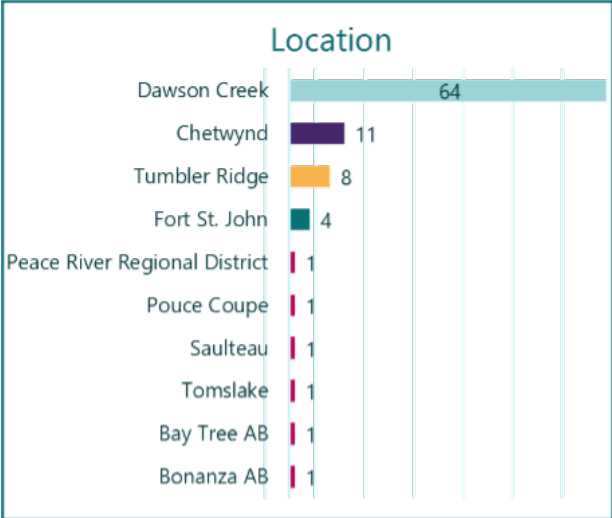 Location
Dawson Creek 64
Chetwynd 11
Tumbler Ridge 8
Fort St. John 4
Peace River Regional District 1
Pouce Coupe 1
Saulteau 1
Tomslake 1
Bay Tree AB 1
Bonanza AB 1